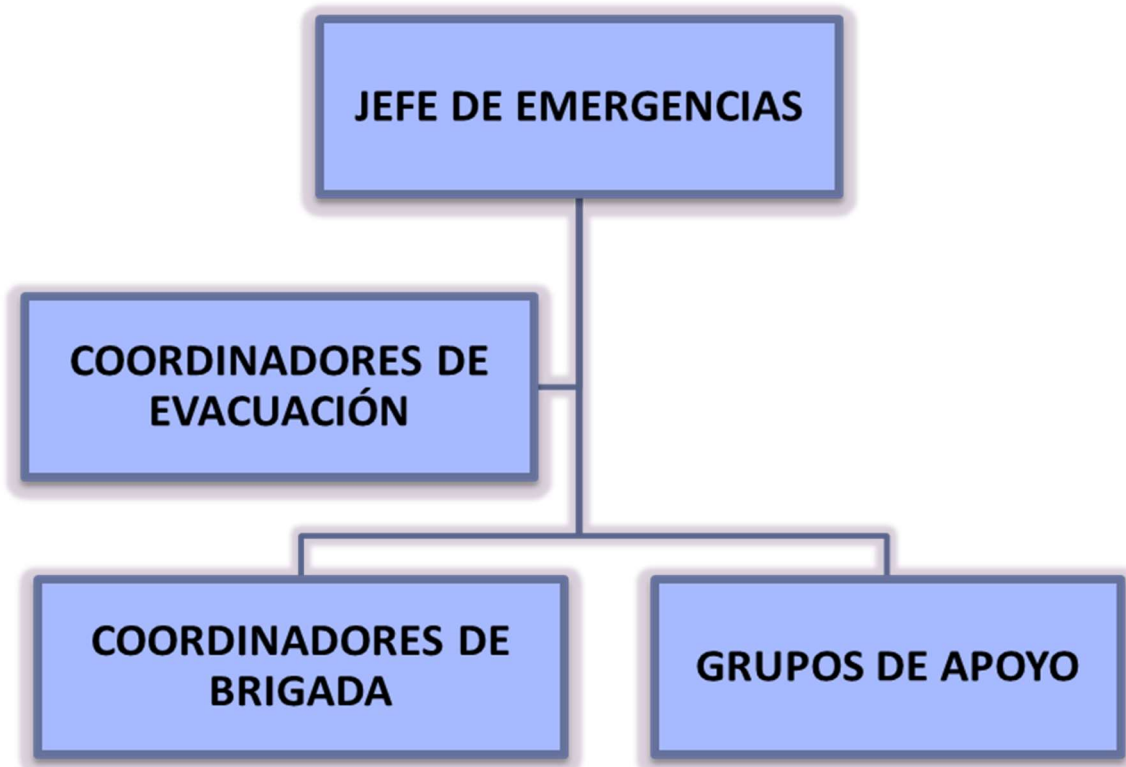 JEFE DE EMERGENCIAS
COORDINADORES DE
EVACUACIÓN
COORDINADORES DE
BRIGADA
GRUPOS DE APOYO